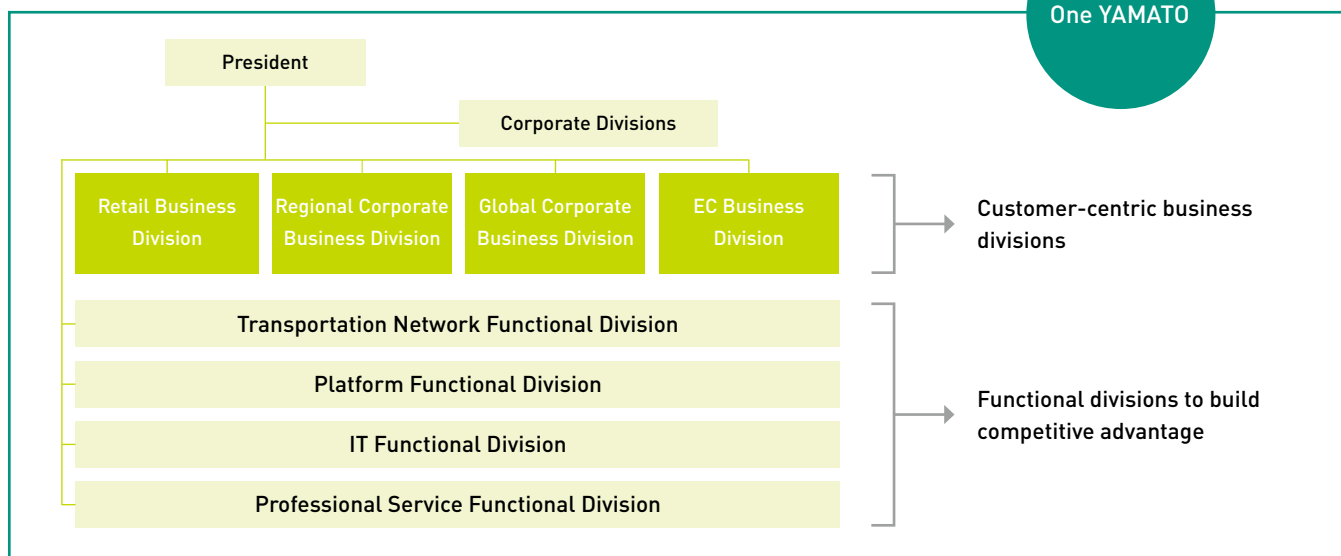 One YAMATO
President
Corporate Divisions
Retail Business
Division
Regional Corporate
Business Division
Global Corporate
Business Division
EC Business
Division
Customer-centric business
divisions
Transportation Network Functional Division
Platform Functional Division
IT Functional Division
Professional Service Functional Division
Functional divisions to build
competitive advantage